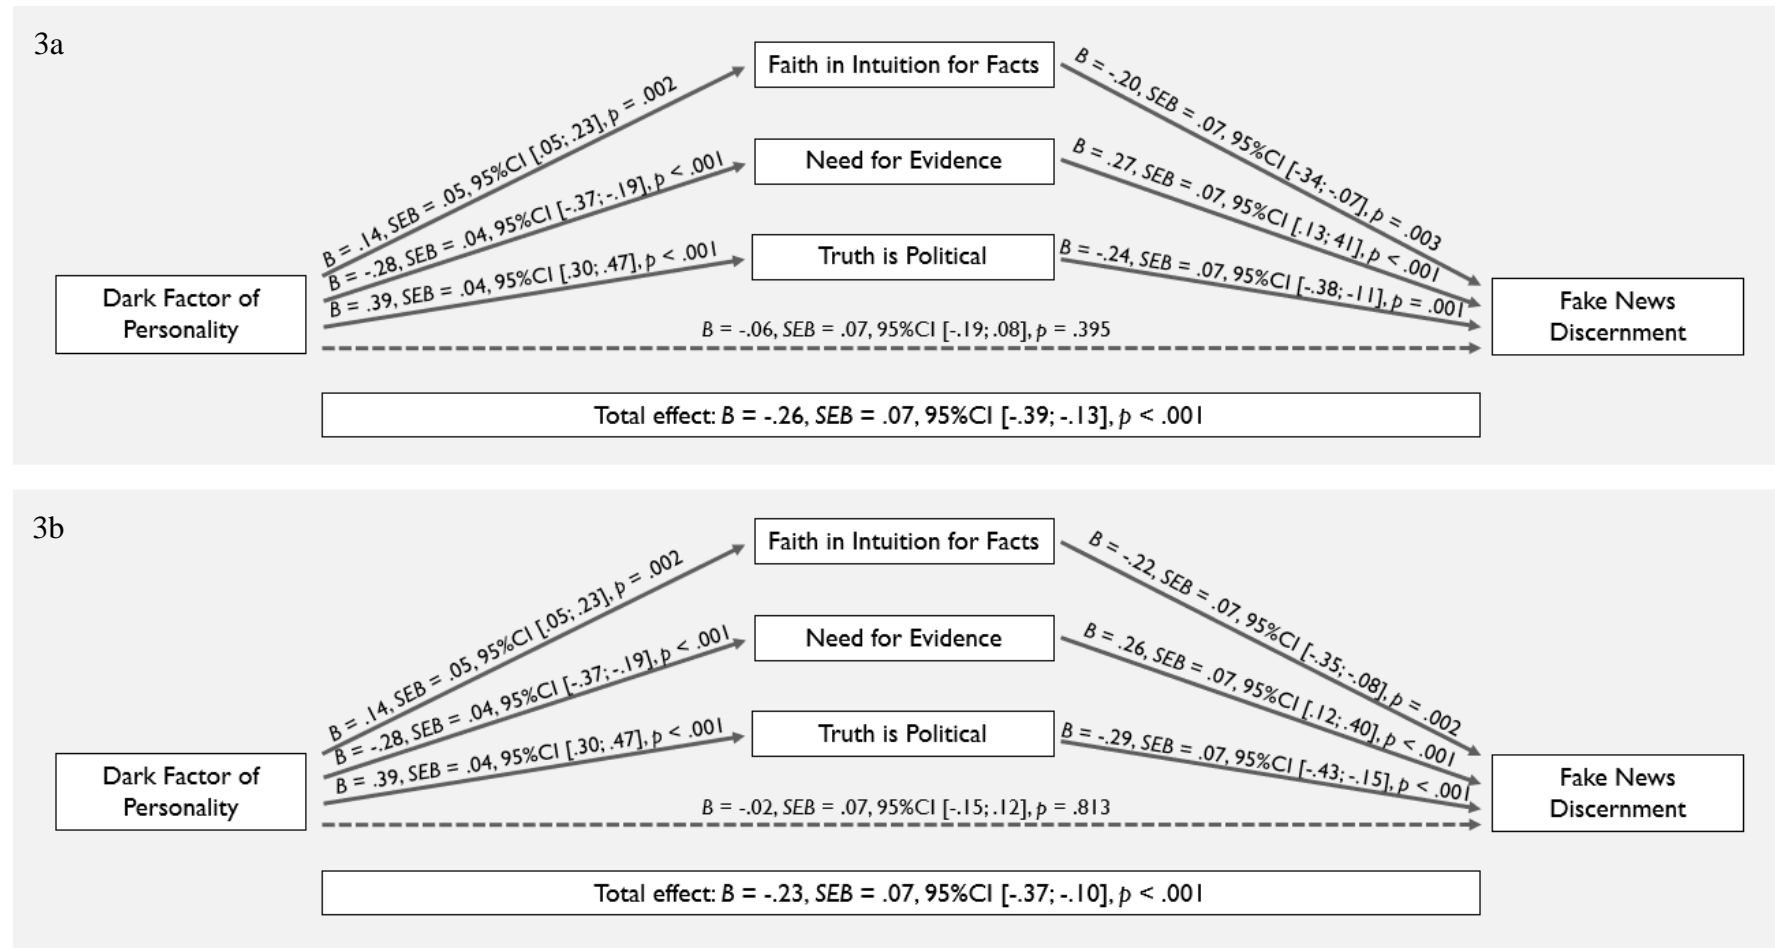 3a
Faith in Intuition for Facts
B = .14, SEB = .05, 95%CI [.05; .23], p = .002
B = -.20, SEB = .07, 95%CI [-34; -.07], p = .003
Need for Evidence
B = -.28, SEB = .04, 95%CI [-.37; -.19], p < .001
B = .27, SEB = .07, 95%CI [.13; 41], p < .001
Truth is Political
B = .39, SEB = .04, 95%CI [.30; .47], p < .001
B = -.24, SEB = .07, 95%CI [-.38; -11], p = .001
Dark Factor of
Personality
Fake News
Discernment
B = -.06, SEB = .07, 95%CI [-.19; .08], p = .395
Total effect: B = -.26, SEB = .07, 95%CI [-.39; -.13], p < .001
3b
Faith in Intuition for Facts
B = .14, SEB = .05, 95%CI [.05; .23], p = .002
B = -.22, SEB = .07, 95%CI [-.35; -.08], p = .002
Need for Evidence
B = -.28, SEB = .04, 95%CI [-.37; -.19], p < .001
B = .26, SEB = .07, 95%CI [.12; .40], p < .001
Truth is Political
B = .39, SEB = .04, 95%CI [.30; .47], p < .001
B = -.29, SEB = .07, 95%CI [-.43; -.15], p < .001
Dark Factor of
Personality
Fake News
Discernment
B = -.02, SEB = .07, 95%CI [-.15; .12], p = .813
Total effect: B = -.23, SEB = .07, 95%CI [-.37; -.10], p < .001